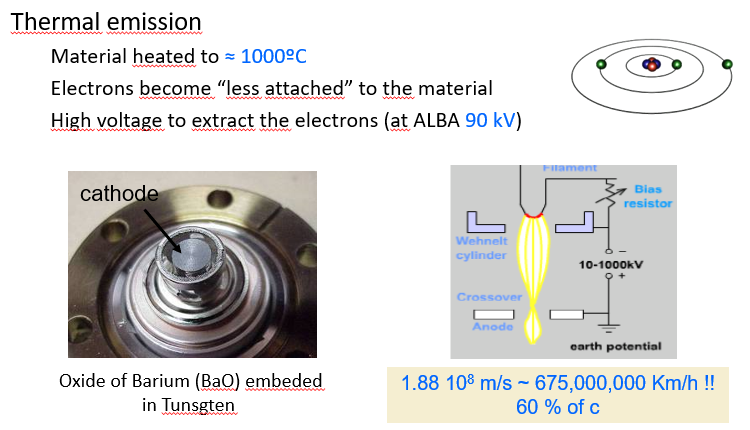 Thermal emission
Material heated to ≈ 1000ºC
Electrons become “less attached” to the material
High voltage to extract the electrons (at ALBA 90 kV)
cathode
Filament
Bias
resistor
Wehnelt
cylinder
10-1000kV
Crossover
Anode
earth potential
Oxide of Barium (BaO) embeded
in Tunsgten
1.88 10⁸ m/s ~ 675,000,000 Km/h !!
60 % of c